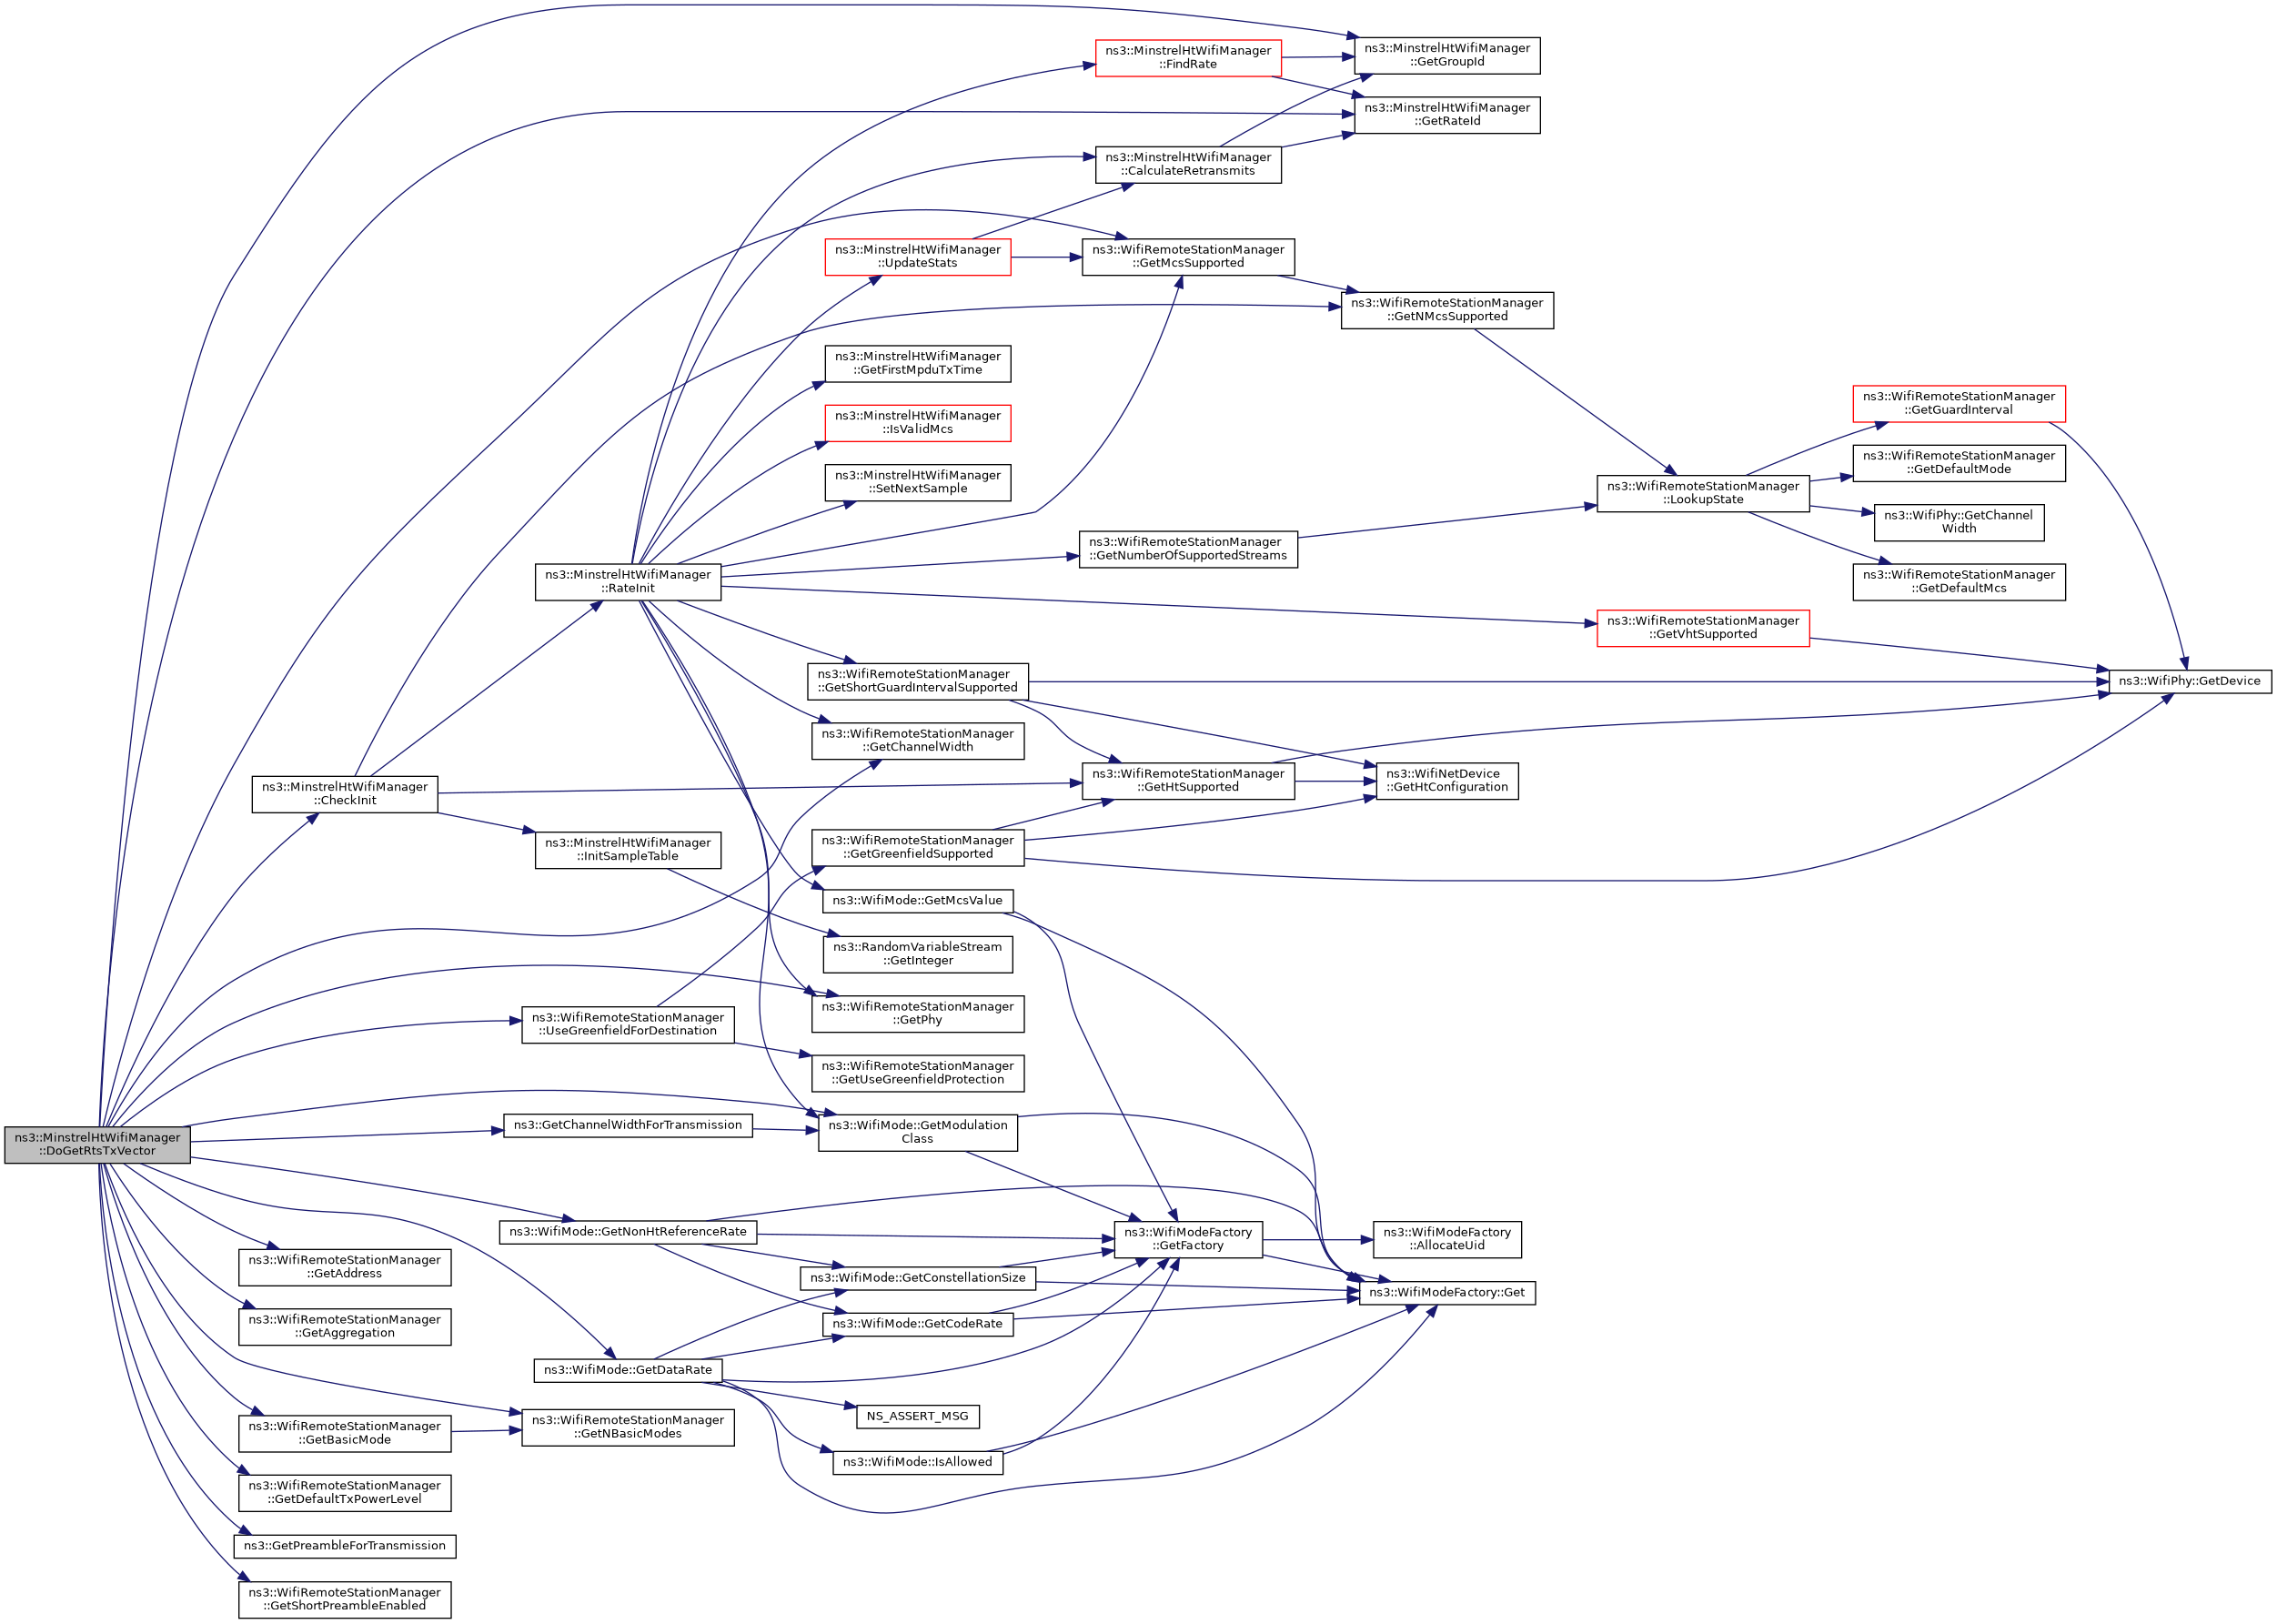 ns3::MinstrelHtWifiManager
::DoGetRtsTxVector
ns3::MinstrelHtWifiManager
::CheckInit
ns3::WifiRemoteStationManager
::GetAddress
ns3::WifiRemoteStationManager
::GetAggregation
ns3::WifiRemoteStationManager
::GetBasicMode
ns3::WifiRemoteStationManager
::GetDefaultTxPowerLevel
ns3::GetPreambleForTransmission
ns3::WifiRemoteStationManager
::GetShortPreambleEnabled
ns3::MinstrelHtWifiManager
::RateInit
ns3::MinstrelHtWifiManager
::InitSampleTable
ns3::WifiRemoteStationManager
::UseGreenfieldForDestination
ns3::GetChannelWidthForTransmission
ns3::WifiMode::GetNonHtReferenceRate
ns3::WifiMode::GetDataRate
ns3::WifiRemoteStationManager
::GetNBasicModes
ns3::MinstrelHtWifiManager
::UpdateStats
ns3::MinstrelHtWifiManager
::GetFirstMpduTxTime
ns3::MinstrelHtWifiManager
::IsValidMcs
ns3::MinstrelHtWifiManager
::SetNextSample
ns3::WifiRemoteStationManager
::GetShortGuardIntervalSupported
ns3::WifiRemoteStationManager
::GetChannelWidth
ns3::WifiRemoteStationManager
::GetGreenfieldSupported
ns3::WifiMode::GetMcsValue
ns3::RandomVariableStream
::GetInteger
ns3::WifiRemoteStationManager
::GetPhy
ns3::WifiRemoteStationManager
::GetUseGreenfieldProtection
ns3::WifiMode::GetModulation
Class
ns3::WifiMode::GetConstellationSize
ns3::WifiMode::GetCodeRate
NS_ASSERT_MSG
ns3::WifiMode::IsAllowed
ns3::MinstrelHtWifiManager
::FindRate
ns3::MinstrelHtWifiManager
::CalculateRetransmits
ns3::WifiRemoteStationManager
::GetMcsSupported
ns3::WifiRemoteStationManager
::GetNumberOfSupportedStreams
ns3::WifiRemoteStationManager
::GetHtSupported
ns3::WifiModeFactory
::GetFactory
ns3::MinstrelHtWifiManager
::GetGroupId
ns3::MinstrelHtWifiManager
::GetRateId
ns3::WifiRemoteStationManager
::GetNMcsSupported
ns3::WifiNetDevice
::GetHtConfiguration
ns3::WifiModeFactory
::AllocateUid
ns3::WifiModeFactory::Get
ns3::WifiRemoteStationManager
::LookupState
ns3::WifiRemoteStationManager
::GetVhtSupported
ns3::WifiRemoteStationManager
::GetGuardInterval
ns3::WifiRemoteStationManager
::GetDefaultMode
ns3::WifiPhy::GetChannel
Width
ns3::WifiRemoteStationManager
::GetDefaultMcs
ns3::WifiPhy::GetDevice